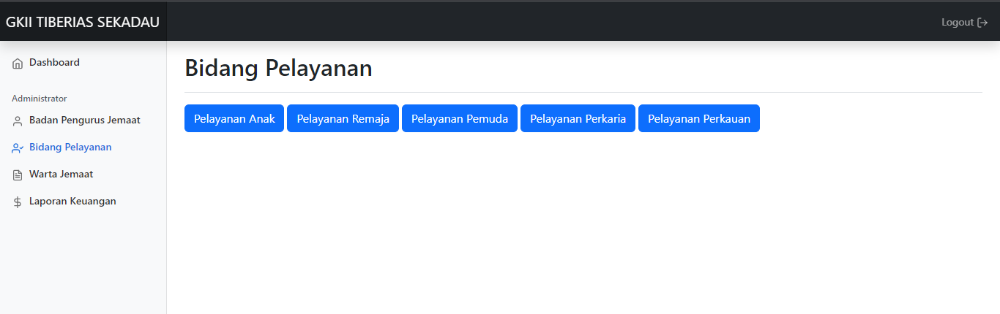 GKII TIBERIAS SEKADAU
Logout
Dashboard
Administrator
Badan Pengurus Jemaat
Bidang Pelayanan
Warta Jemaat
Laporan Keuangan
Bidang Pelayanan
Pelayanan Anak Pelayanan Remaja Pelayanan Pemuda Pelayanan Perkaria Pelayanan Perkauan